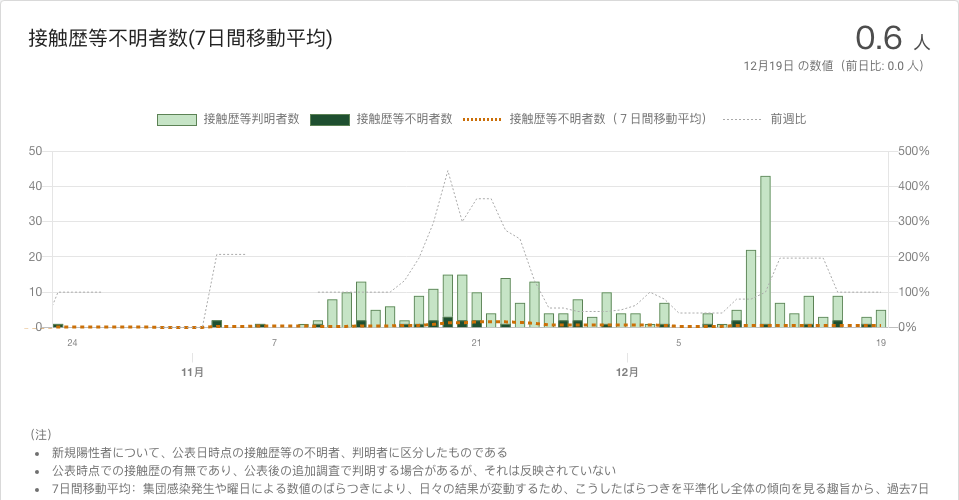 接触歴等不明者数(7日間移動平均)
0.6 人
12月19日 の数値（前日比: 0.0 人）
接触歴等判明者数 接触歴等不明者数 接触歴等不明者数（７日間移動平均） 前週比
50 500%
40 400%
30 300%
20 200%
10 100%
0 0%
24 7 21 5 19
11月 12月
（注）
• 新規陽性者について、公表日時点の接触歴等の不明者、判明者に区分したものである
• 公表時点での接触歴の有無であり、公表後の追加調査で判明する場合があるが、それは反映されていない
• 7日間移動平均：集団感染発生や曜日による数値のばらつきにより、日々の結果が変動するため、こうしたばらつきを平準化し全体の傾向を見る趣旨から、過去7日